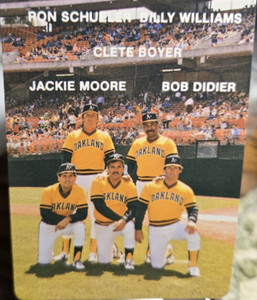 RON SCHUELER BILLY WILLIAMS
CLETE BOYER
JACKIE MOORE BOB DIDIER
OAKLAND
OAKLAND
OAKLAND
OAKLAND
OAKLAND